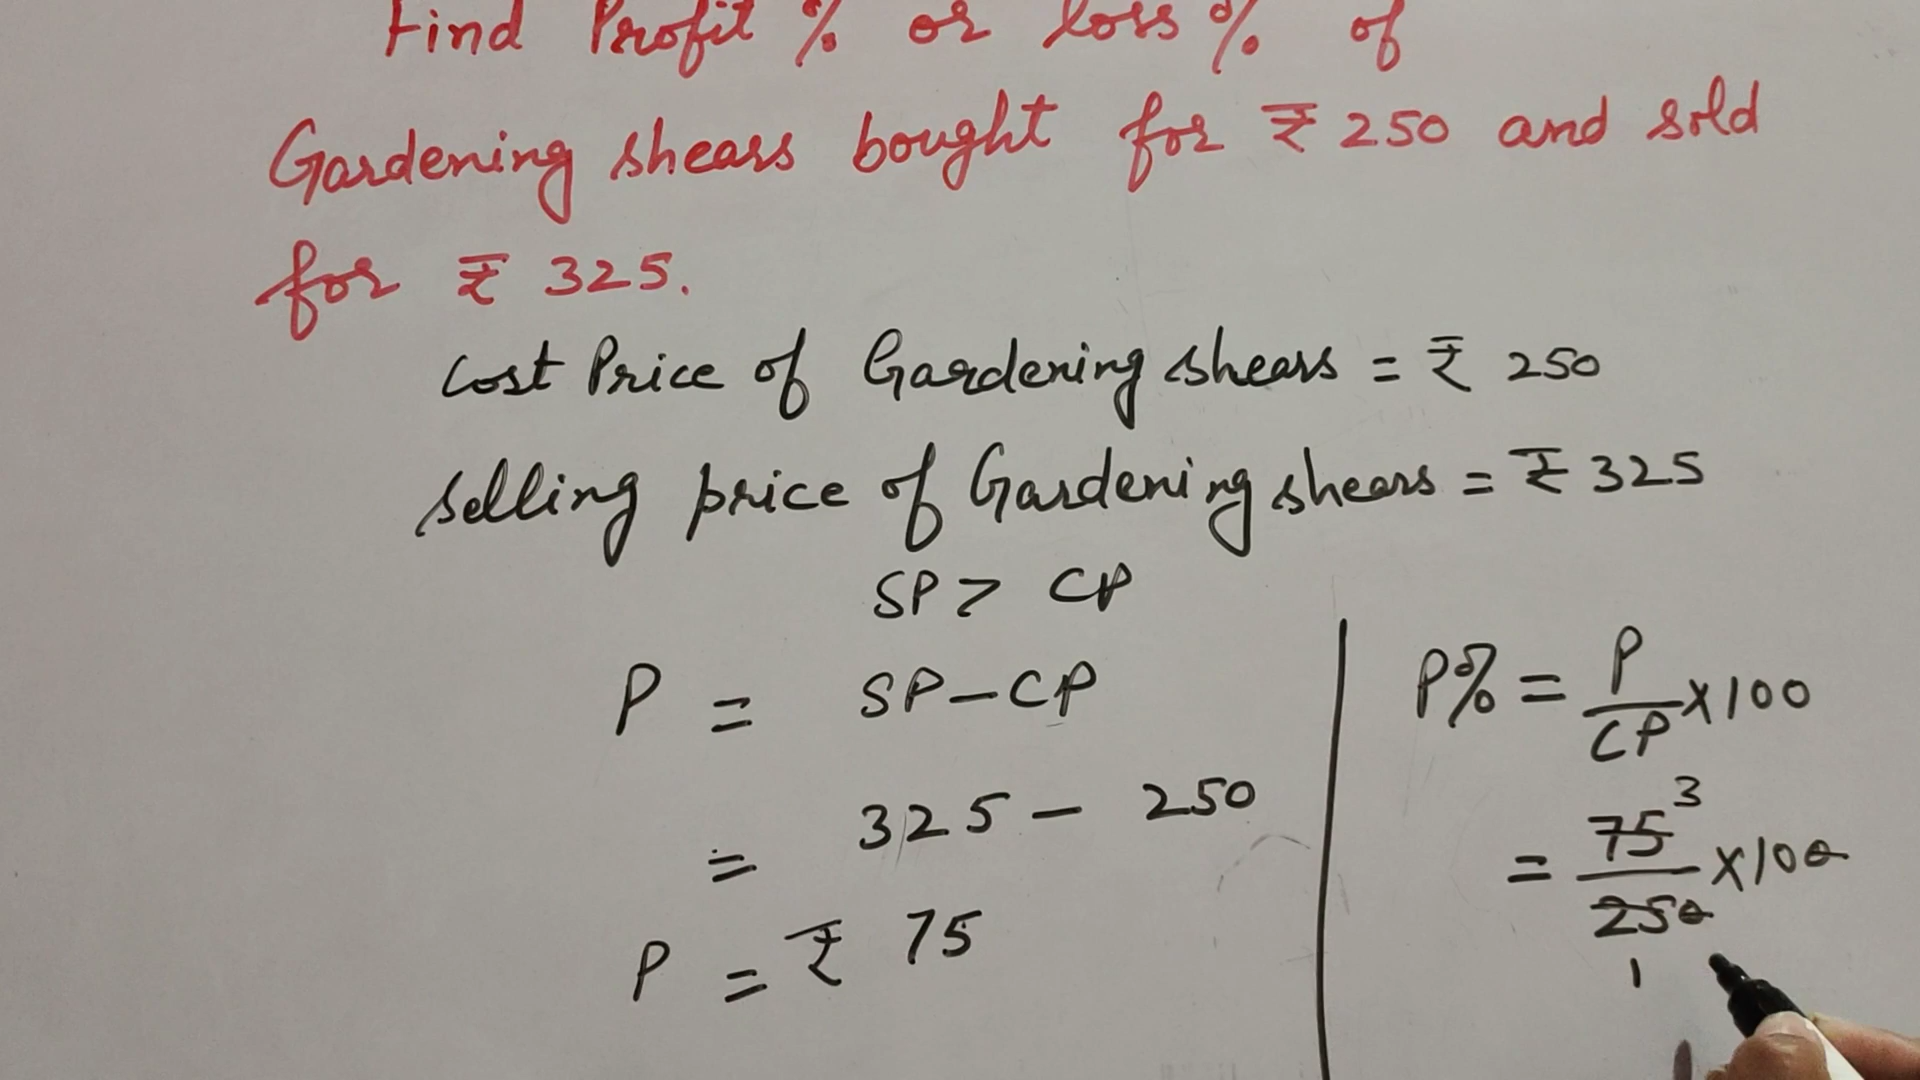 Find Profit % or loss % of
Gardening shears bought for ₹ 250 and sold
for ₹ 325.
Cost Price of Gardening shears = ₹ 250
Selling price of Gardening shears = ₹ 325
SP > CP
P = SP - CP
= 325 - 250
P = ₹ 75
P% = P/CP × 100
= 75 3/250 1 × 100